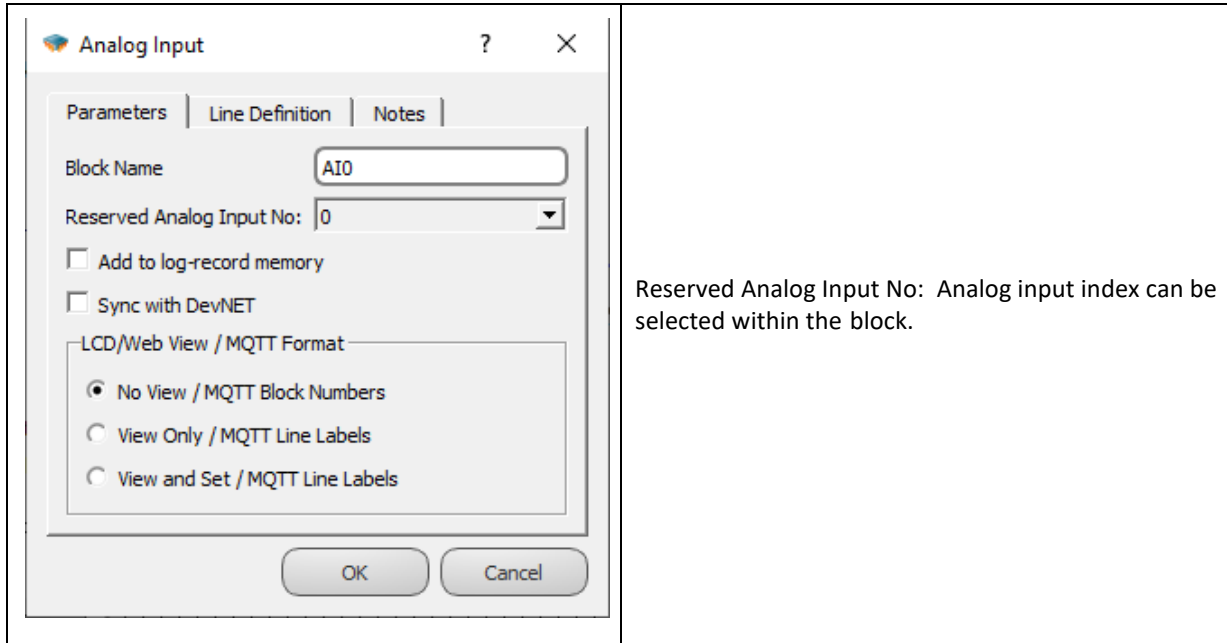 Analog Input ?
Parameters Line Definition Notes
Block Name AI0
Reserved Analog Input No: 0
Add to log-record memory
Sync with DevNET
LCD/Web View / MQTT Format
No View / MQTT Block Numbers
View Only / MQTT Line Labels
View and Set / MQTT Line Labels
OK Cancel
Reserved Analog Input No: Analog input index can be
selected within the block.